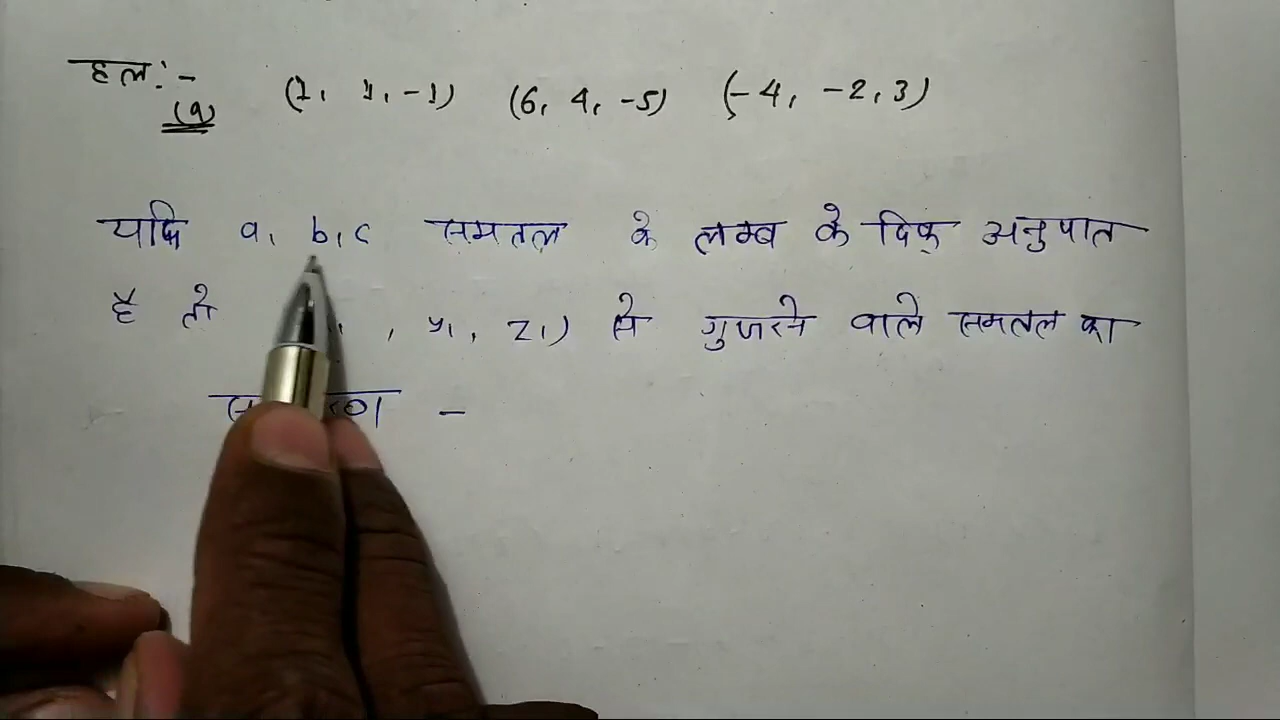 हल:-
(a) (1, 1, -1) (6, 4, -5) (-4, -2, 3)
यदि a, b, c समतल के लम्ब के दिक् अनुपात
है तो , y₁, z₁) से गुजरने वाले समतल का
-